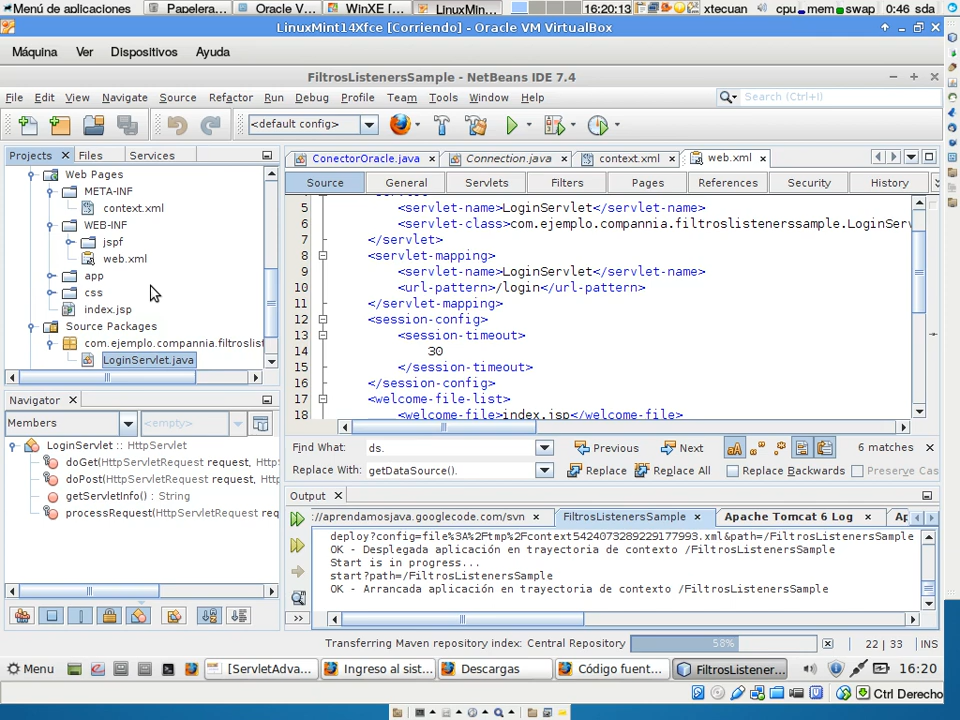 Menú de aplicaciones
Papelera...
Oracle V...
WinXE [...
LinuxMin...
16:20:13
xtecuan
cpu mem swap
0:46 sda
LinuxMint14Xfce [Corriendo] - Oracle VM VirtualBox
Máquina Ver Dispositivos Ayuda
FiltrosListenersSample - NetBeans IDE 7.4
File Edit View Navigate Source Refactor Run Debug Profile Team Tools Window Help
Search (Ctrl+I)
<default config>
Projects Files Services
ConectorOracle.java Connection.java context.xml web.xml
Source General Servlets Filters Pages References Security History
Web Pages
META-INF
context.xml
WEB-INF
jspf
web.xml
app
css
index.jsp
Source Packages
com.ejemplo.compannia.filtroslist
LoginServlet.java
5 <servlet-name>LoginServlet</servlet-name>
6 <servlet-class>com.ejemplo.compannia.filtroslistenerssample.LoginServ
7 </servlet>
8 <servlet-mapping>
9 <servlet-name>LoginServlet</servlet-name>
10 <url-pattern>/login</url-pattern>
11 </servlet-mapping>
12 <session-config>
13 <session-timeout>
14 30
15 </session-timeout>
16 </session-config>
17 <welcome-file-list>
18 <welcome-file>index.jsp</welcome-file>
Navigator
Members
<empty>
LoginServlet :: HttpServlet
doGet(HttpServletRequest request, Http
doPost(HttpServletRequest request, Htt
getServletInfo() : String
processRequest(HttpServletRequest req
Find What: ds. Previous Next 6 matches
Replace With: getDataSource(). Replace Replace All Replace Backwards Preserve Cas
Output
://aprendamosjava.googlecode.com/svn FiltrosListenersSample Apache Tomcat 6 Log
deploy?config=file%3A%2Ftmp%2Fcontext5424073289229177993.xml&path=/FiltrosListenersSample
OK - Desplegada aplicación en trayectoria de contexto /FiltrosListenersSample
Start is in progress...
start?path=/FiltrosListenersSample
OK - Arrancada aplicación en trayectoria de contexto /FiltrosListenersSample
Transferring Maven repository index: Central Repository 58% 22 | 33 INS
Menu
[ServletAdva...
Ingreso al sist...
Descargas
Código fuent...
FiltrosListener...
16:20
Ctrl Derecho